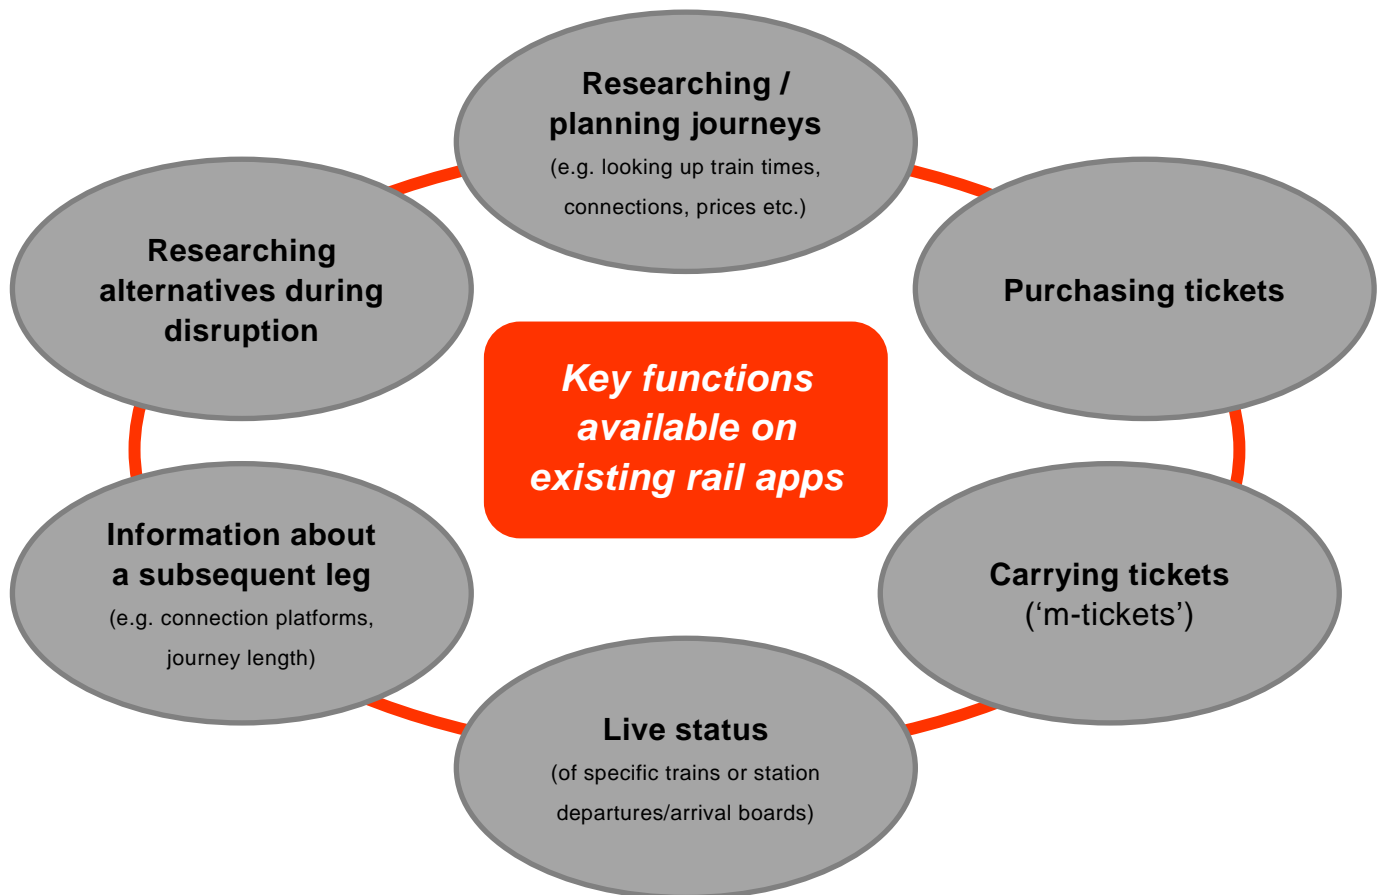 Researching /
planning journeys
(e.g. looking up train times,
connections, prices etc.)
Researching
alternatives during
disruption
Purchasing tickets
Key functions
available on
existing rail apps
Information about
a subsequent leg
(e.g. connection platforms,
journey length)
Carrying tickets
(‘m-tickets’)
Live status
(of specific trains or station
departures/arrival boards)